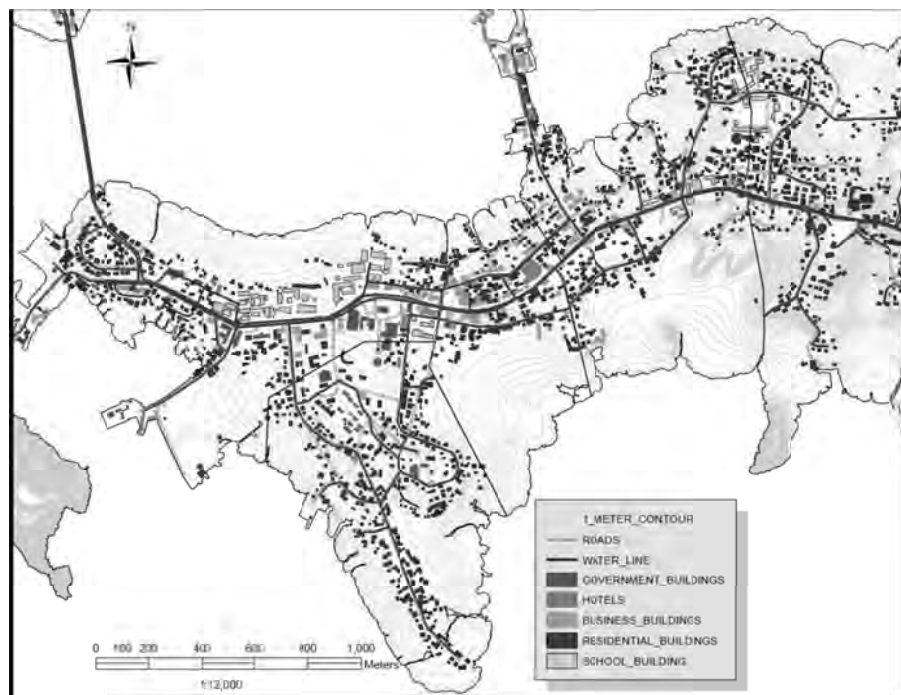 1_METER_CONTOUR
ROADS
WATER_LINE
GOVERNMENT_BUILDINGS
HOTELS
BUSINESS_BUILDINGS
RESIDENTIAL_BUILDINGS
SCHOOL_BUILDING
0 200 400 600 800 1,000
Meters
1:12,000